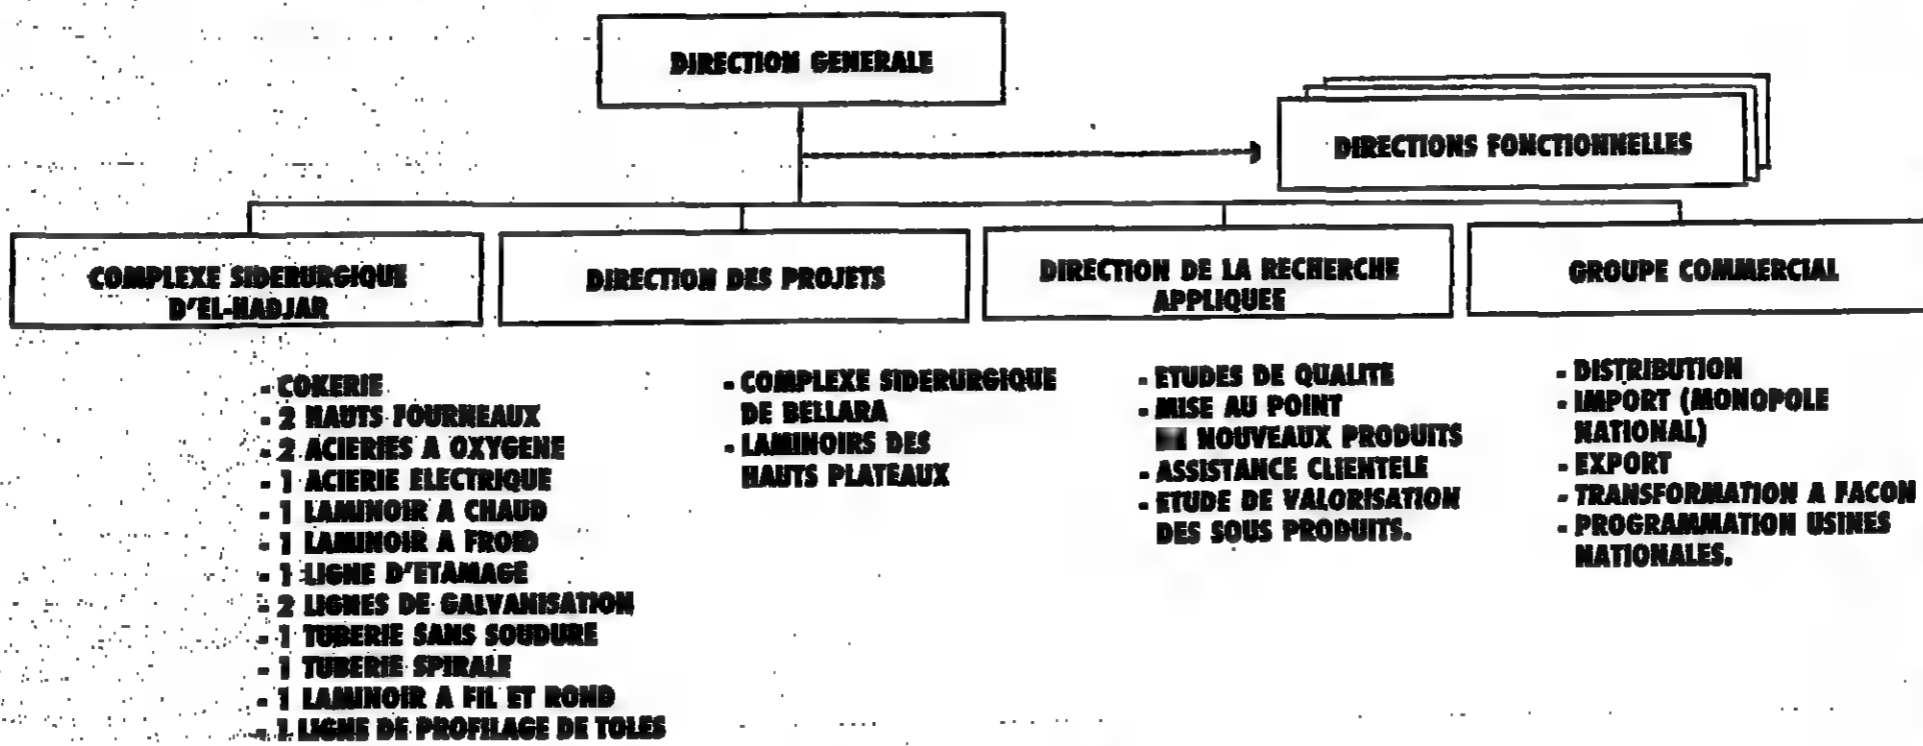 DIRECTION GENERALE
DIRECTIONS FONCTIONNELLES
COMPLEXE SIDERURGIQUE
D'EL-HADJAR
DIRECTION DES PROJETS
DIRECTION DE LA RECHERCHE
APPLIQUEE
GROUPE COMMERCIAL
- COKERIE
- 2 HAUTS FOURNEAUX
- 2 ACIERIES A OXYGENE
- 1 ACIERIE ELECTRIQUE
- 1 LAMINOIR A CHAUD
- 1 LAMINOIR A FROID
- 1 LIGNE D'ETAMAGE
- 2 LIGNES DE GALVANISATION
- 1 TUBERIE SANS SOUDURE
- 1 TUBERIE SPIRALE
- 1 LAMINOIR A FIL ET ROND
- 1 LIGNE DE PROFILAGE DE TOLES
- COMPLEXE SIDERURGIQUE
DE BELLARA
- LAMINOIRS DES
HAUTS PLATEAUX
- ETUDES DE QUALITE
- MISE AU POINT
NOUVEAUX PRODUITS
- ASSISTANCE CLIENTELE
- ETUDE DE VALORISATION
DES SOUS PRODUITS.
- DISTRIBUTION
- IMPORT (MONOPOLE
NATIONAL)
- EXPORT
- TRANSFORMATION A FACON
- PROGRAMMATION USINES
NATIONALES.